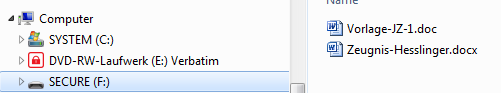 Computer
SYSTEM (C:)
DVD-RW-Laufwerk (E:) Verbatim
SECURE (F:)
Name
Vorlage-JZ-1.doc
Zeugnis-Hesslinger.docx